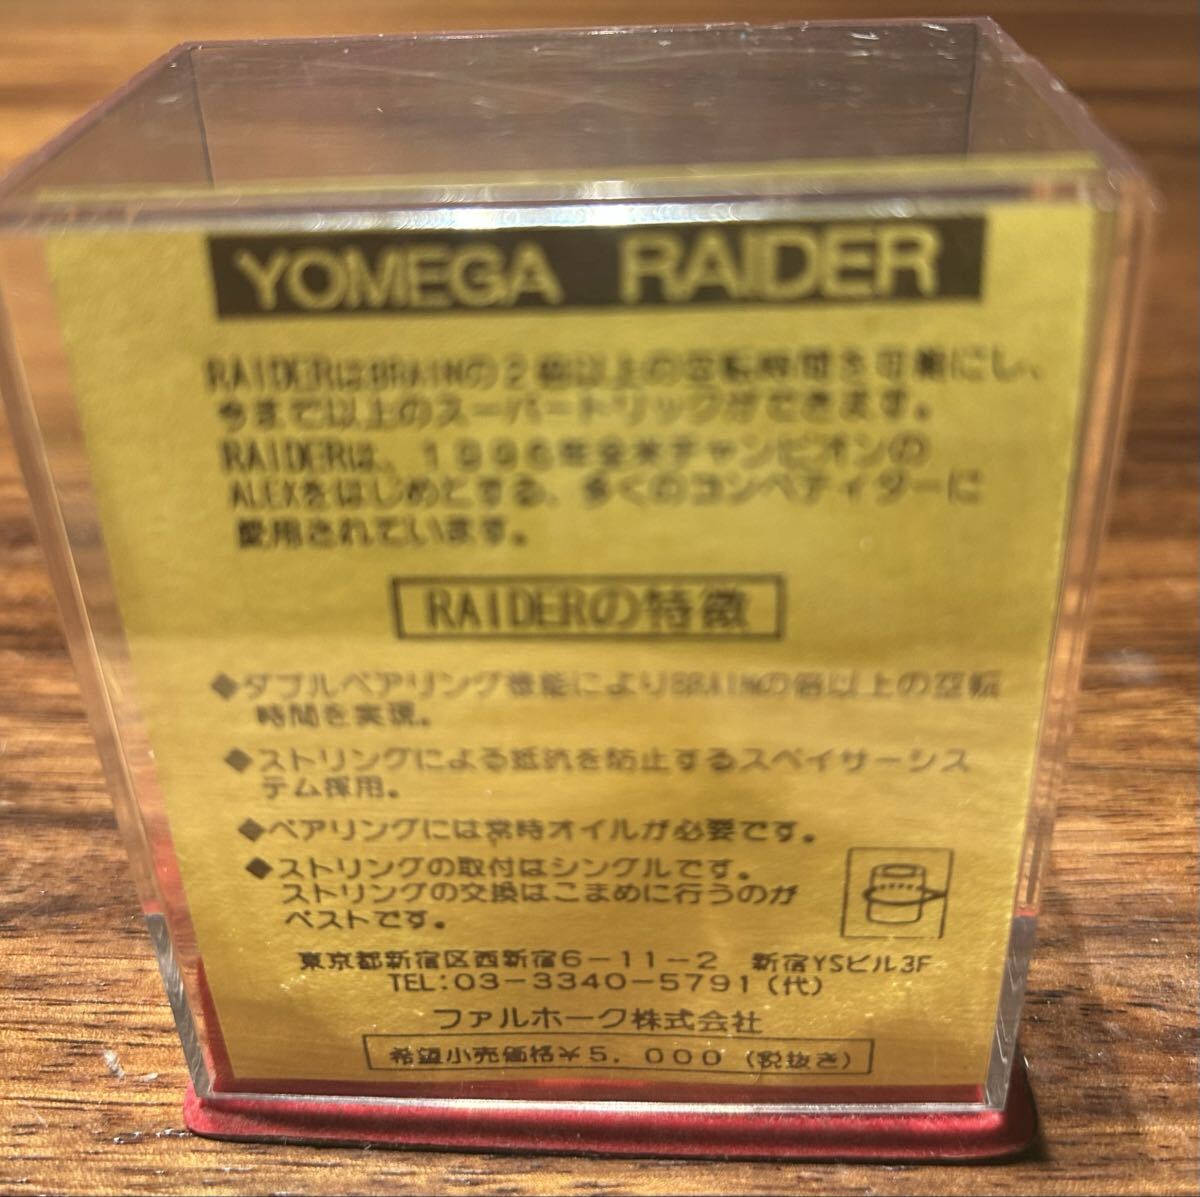 YOMEGA RAIDER
RAIDERはBRAINの2倍以上の空転時間を可能にし、
今まで以上のスーパートリックができます。
RAIDERは、1996年全米チャンピオンの
ALEXをはじめとする、多くのコンペティターに
愛用されています。
RAIDERの特徴
◆ダブルベアリング機能によりBRAINの倍以上の空転
時間を実現。
◆ストリングによる抵抗を防止するスペイサーシス
テム採用。
◆ベアリングには常時オイルが必要です。
◆ストリングの取付はシングルです。
ストリングの交換はこまめに行うのが
ベストです。
東京都新宿区西新宿6-11-2 新宿YSビル3F
TEL:03-3340-5791(代)
ファルホーク株式会社
希望小売価格¥5,000(税抜き)